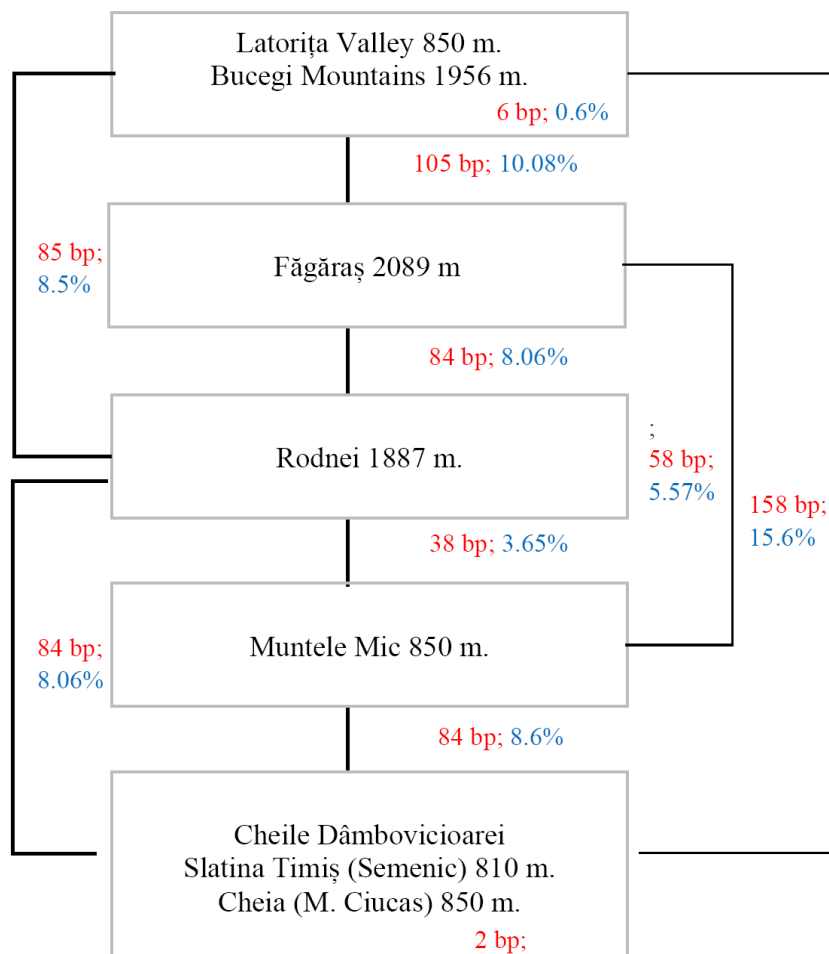 Latorița Valley 850 m.
Bucegi Mountains 1956 m.
6 bp; 0.6%
105 bp; 10.08%
85 bp;
8.5%
Făgăraș 2089 m
84 bp; 8.06%
Rodnei 1887 m.
;
58 bp;
5.57%
158 bp;
15.6%
38 bp; 3.65%
Muntele Mic 850 m.
84 bp;
8.06%
84 bp; 8.6%
Cheile Dâmbovicioarei
Slatina Timiș (Semenic) 810 m.
Cheia (M. Ciucas) 850 m.
2 bp;